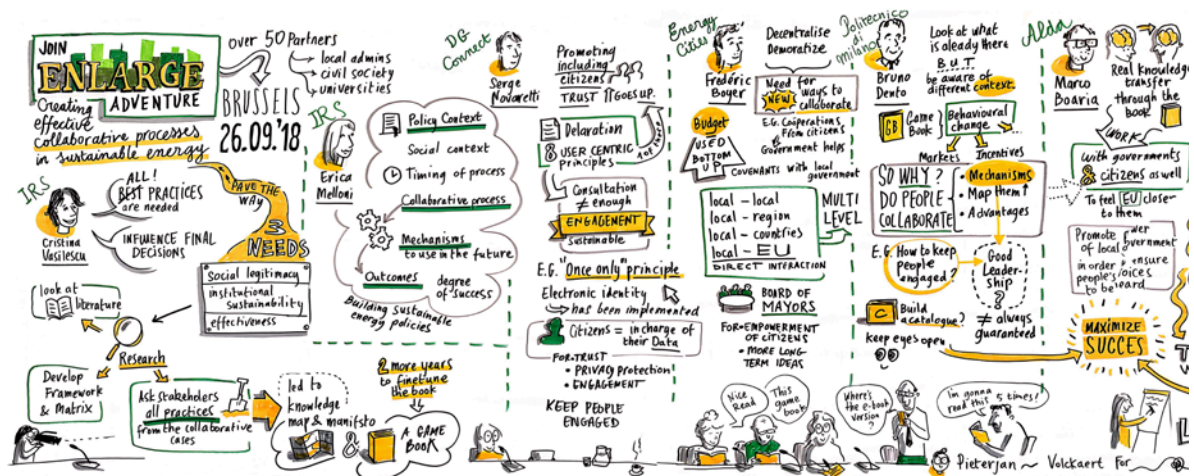 JOIN
ENLARGE
ADVENTURE
Creating
effective
collaborative processes
in sustainable energy
over 50 Partners
local admins
civil society
universities
BRUSSELS
26.09.'18
IRS
Cristina
Vasilescu
ALL!
BEST PRACTICES
are needed
INFLUENCE FINAL
DECISIONS
PAVE THE
WAY
3
NEEDS
Social legitimacy
institutional
sustainability
effectiveness
look at
literature
Research
Develop
Framework
& Matrix
Ask stakeholders
all practices
from the collaborative
cases
led to
knowledge
map & manifsto
&
2 more years
to finetune
the book
A GAME
BOOK
IRS
Erica
Melloni
Policy Context
Social context
Timing of process
Collaborative process
Mechanisms
to use in the future
Outcomes
degree
of success
Building sustainable
energy policies
DG
Connect
Serge
Novaretti
Promoting
including
citizens
TRUST GOES UP.
Delaration
8 USER CENTRIC
principles
Consultation
≠
enough
ENGAGEMENT
Sustainable
E.G. "Once only" principle
Electronic identity
has been implemented
Citizens = in charge of
their Data
FOR TRUST
• PRIVACY PROTECTION
• ENGAGEMENT
KEEP PEOPLE
ENGAGED
Energy
Cities
Frederic
Boyer
Decentralise
Demoratize
Need for
NEW ways to
collaborate
E.G. Coöperations
From citizens
Government helps
Budget
USED
BOTTOM
UP
COVENANTS with local
government
local - local
local - region
local - countries
local - EU
DIRECT INTERACTION
MULTI
LEVEL
BOARD OF
MAYORS
FOR EMPOWERMENT
OF CITIZENS
• MORE LONG
TERM IDEAS
Nice
Read
This
game
book
Politecnico
di
Milano
Bruno
Dento
Look at what
is already there
BUT
be aware of
different context.
GB
Game
Book
Behavioural
change
Markets
Incentives
SO WHY?
DO PEOPLE
COLLABORATE
• Mechanisms
• Map them
• Advantages
E.G. How to keep
people
engaged?
Good
Leader-
ship
?
≠ always
guaranteed
C
Build
a catalogue?
keep eyes open
Where's
the e-book
version?
I'm gonna
read this 5 times!
Alda
Marco
Boaria
Real knowledge
transfer
through the
book
WORK
with governments
citizens as well
To feel EU closer
to them
Promote
of local government
in order
people's voices
to be heard
MAXIMIZE
SUCCES
Pieterjan ~ Volckaert For @